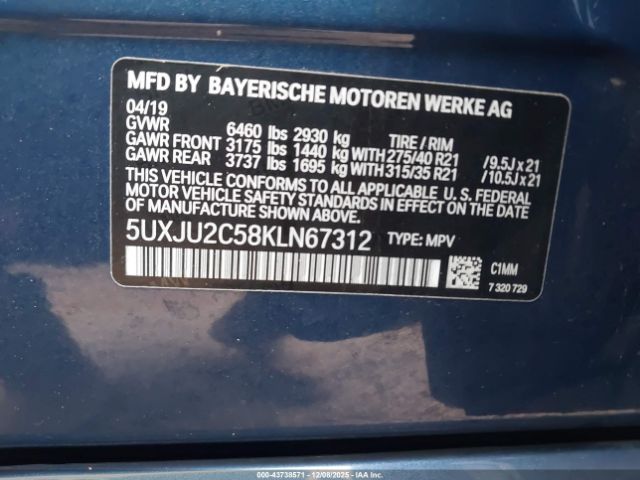 MFD BY BAYERISCHE MOTOREN WERKE AG
04/19
GVWR 6460 lbs 2930 kg TIRE / RIM
GAWR FRONT 3175 lbs 1440 kg WITH 275/40 R21 /9.5J x 21
GAWR REAR 3737 lbs 1695 kg WITH 315/35 R21 /10.5J x 21
THIS VEHICLE CONFORMS TO ALL APPLICABLE U. S. FEDERAL
MOTOR VEHICLE SAFETY STANDARDS IN EFFECT ON THE DATE OF MANUFACTURE SHOWN ABOVE.
5UXJU2C58KLN67312 TYPE: MPV
C1MM
7 320 729
000-43738571 - 12/08/2025 - IAA, LLC